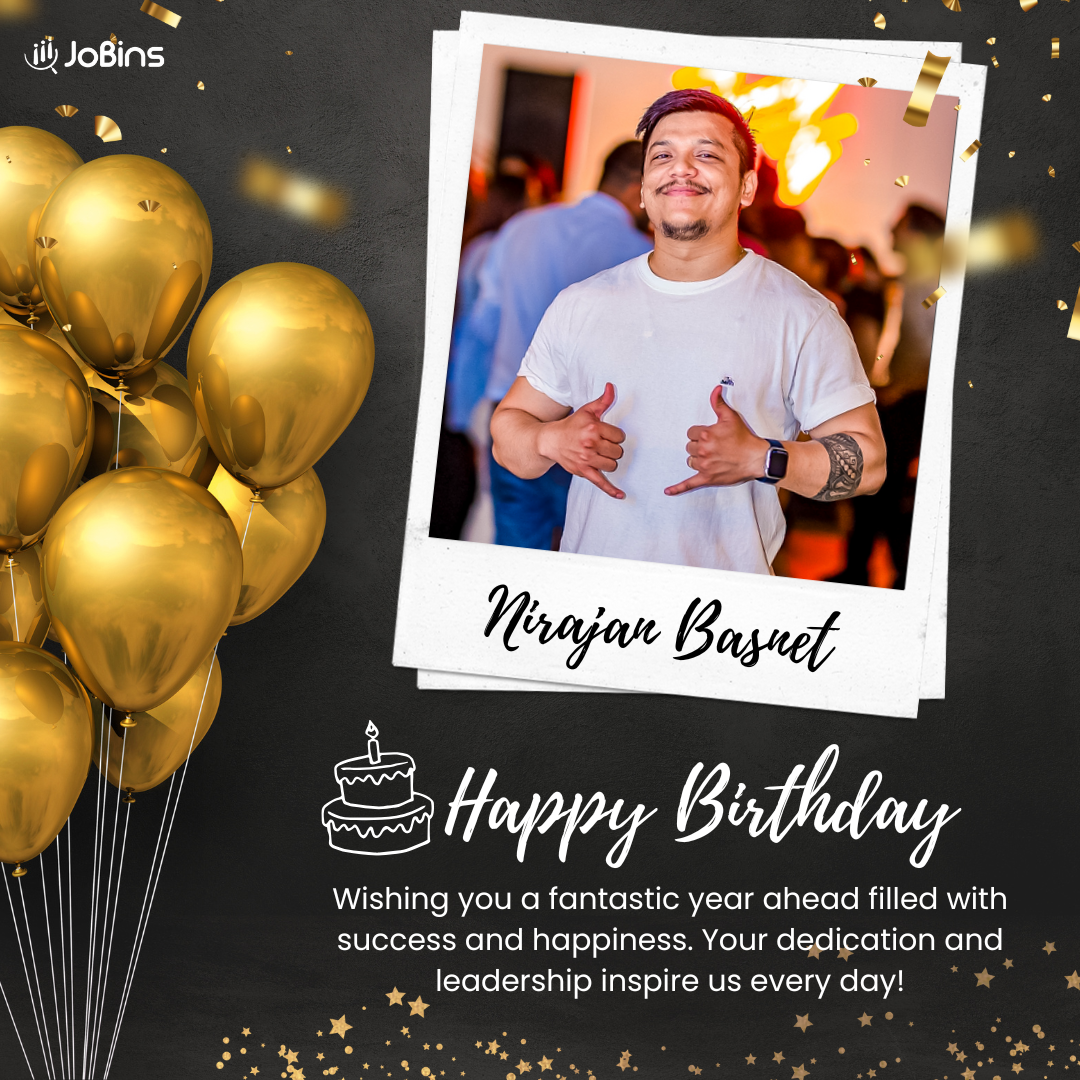 JoBins
Nirajan Basnet
Happy Birthday
Wishing you a fantastic year ahead filled with
success and happiness. Your dedication and
leadership inspire us every day!